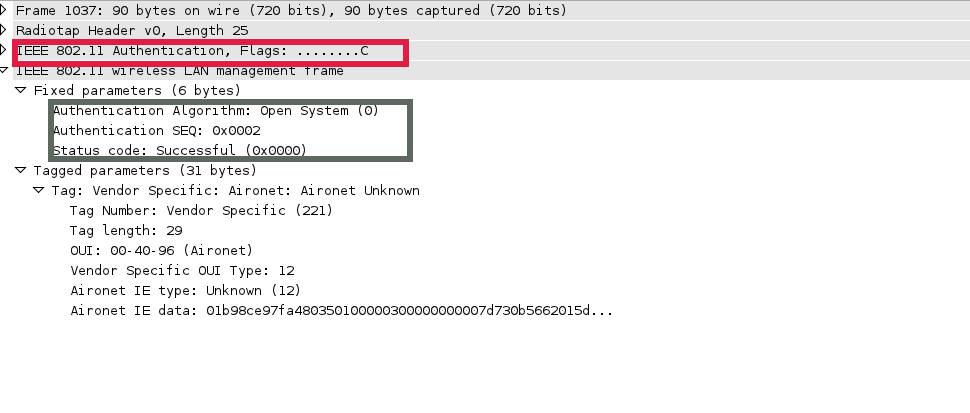 Frame 1037: 90 bytes on wire (720 bits), 90 bytes captured (720 bits)
Radiotap Header v0, Length 25
IEEE 802.11 Authentication, Flags: ........C
IEEE 802.11 wireless LAN management frame
Fixed parameters (6 bytes)
Authentication Algorithm: Open System (0)
Authentication SEQ: 0x0002
Status code: Successful (0x0000)
Tagged parameters (31 bytes)
Tag: Vendor Specific: Aironet: Aironet Unknown
Tag Number: Vendor Specific (221)
Tag length: 29
OUI: 00-40-96 (Aironet)
Vendor Specific OUI Type: 12
Aironet IE type: Unknown (12)
Aironet IE data: 01b98ce97fa480350100000300000000007d730b5662015d...